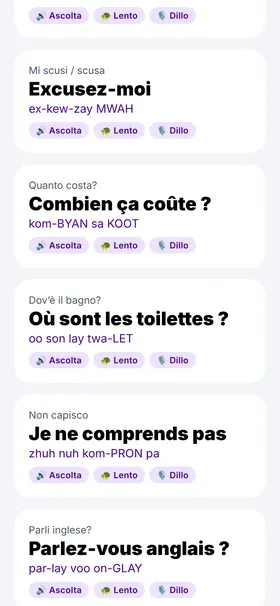 🔊 Ascolta 🐢 Lento 🎙️ Dillo
Mi scusi / scusa
Excusez-moi
ex-kew-zay MWAH
🔊 Ascolta 🐢 Lento 🎙️ Dillo
Quanto costa?
Combien ça coûte ?
kom-BYAN sa KOOT
🔊 Ascolta 🐢 Lento 🎙️ Dillo
Dov'è il bagno?
Où sont les toilettes ?
oo son lay twa-LET
🔊 Ascolta 🐢 Lento 🎙️ Dillo
Non capisco
Je ne comprends pas
zhuh nuh kom-PRON pa
🔊 Ascolta 🐢 Lento 🎙️ Dillo
Parli inglese?
Parlez-vous anglais ?
par-lay voo on-GLAY
🔊 Ascolta 🐢 Lento 🎙️ Dillo